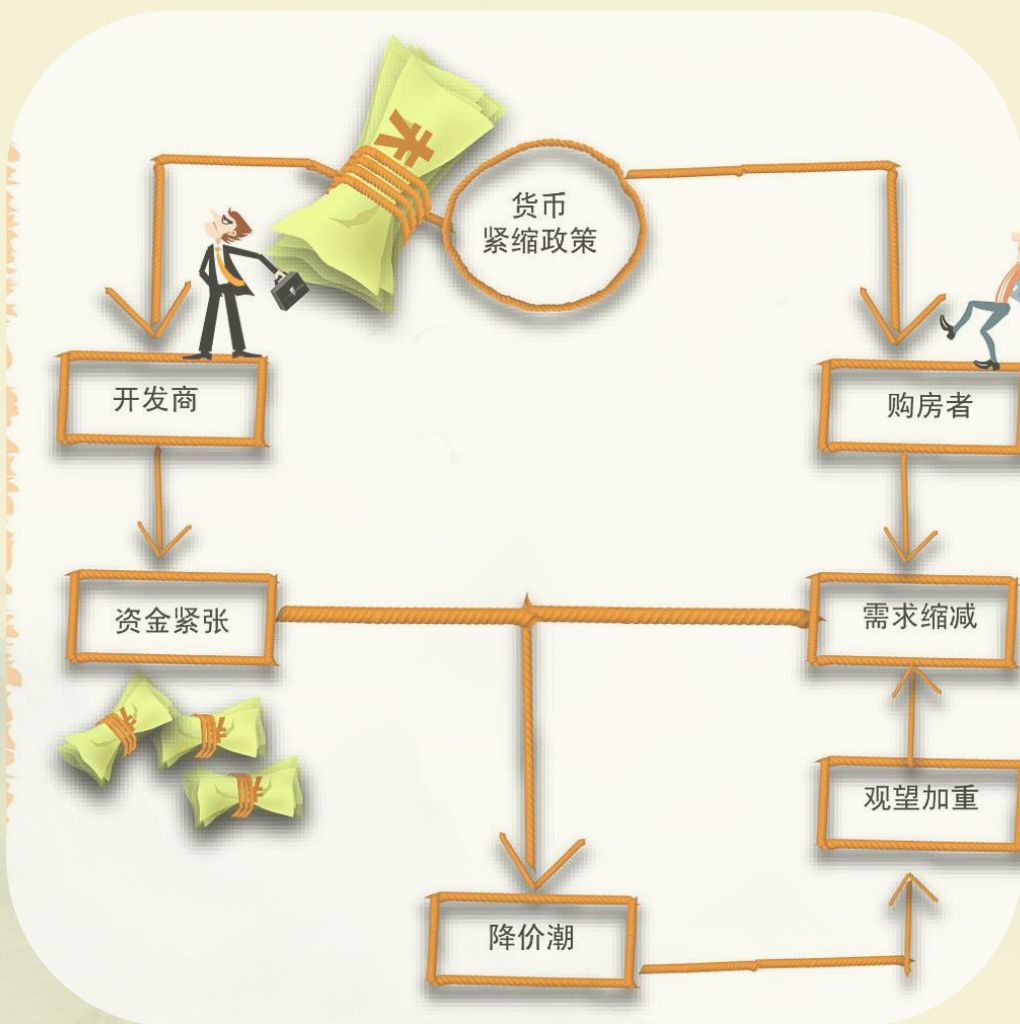 货币
紧缩政策
开发商
购房者
资金紧张
需求缩减
观望加重
降价潮